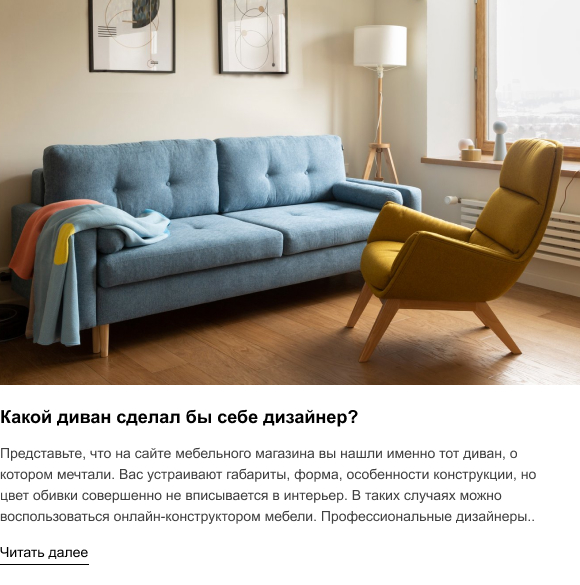 Какой диван сделал бы себе дизайнер?
Представьте, что на сайте мебельного магазина вы нашли именно тот диван, о
котором мечтали. Вас устраивают габариты, форма, особенности конструкции, но
цвет обивки совершенно не вписывается в интерьер. В таких случаях можно
воспользоваться онлайн-конструктором мебели. Профессиональные дизайнеры..
Читать далее